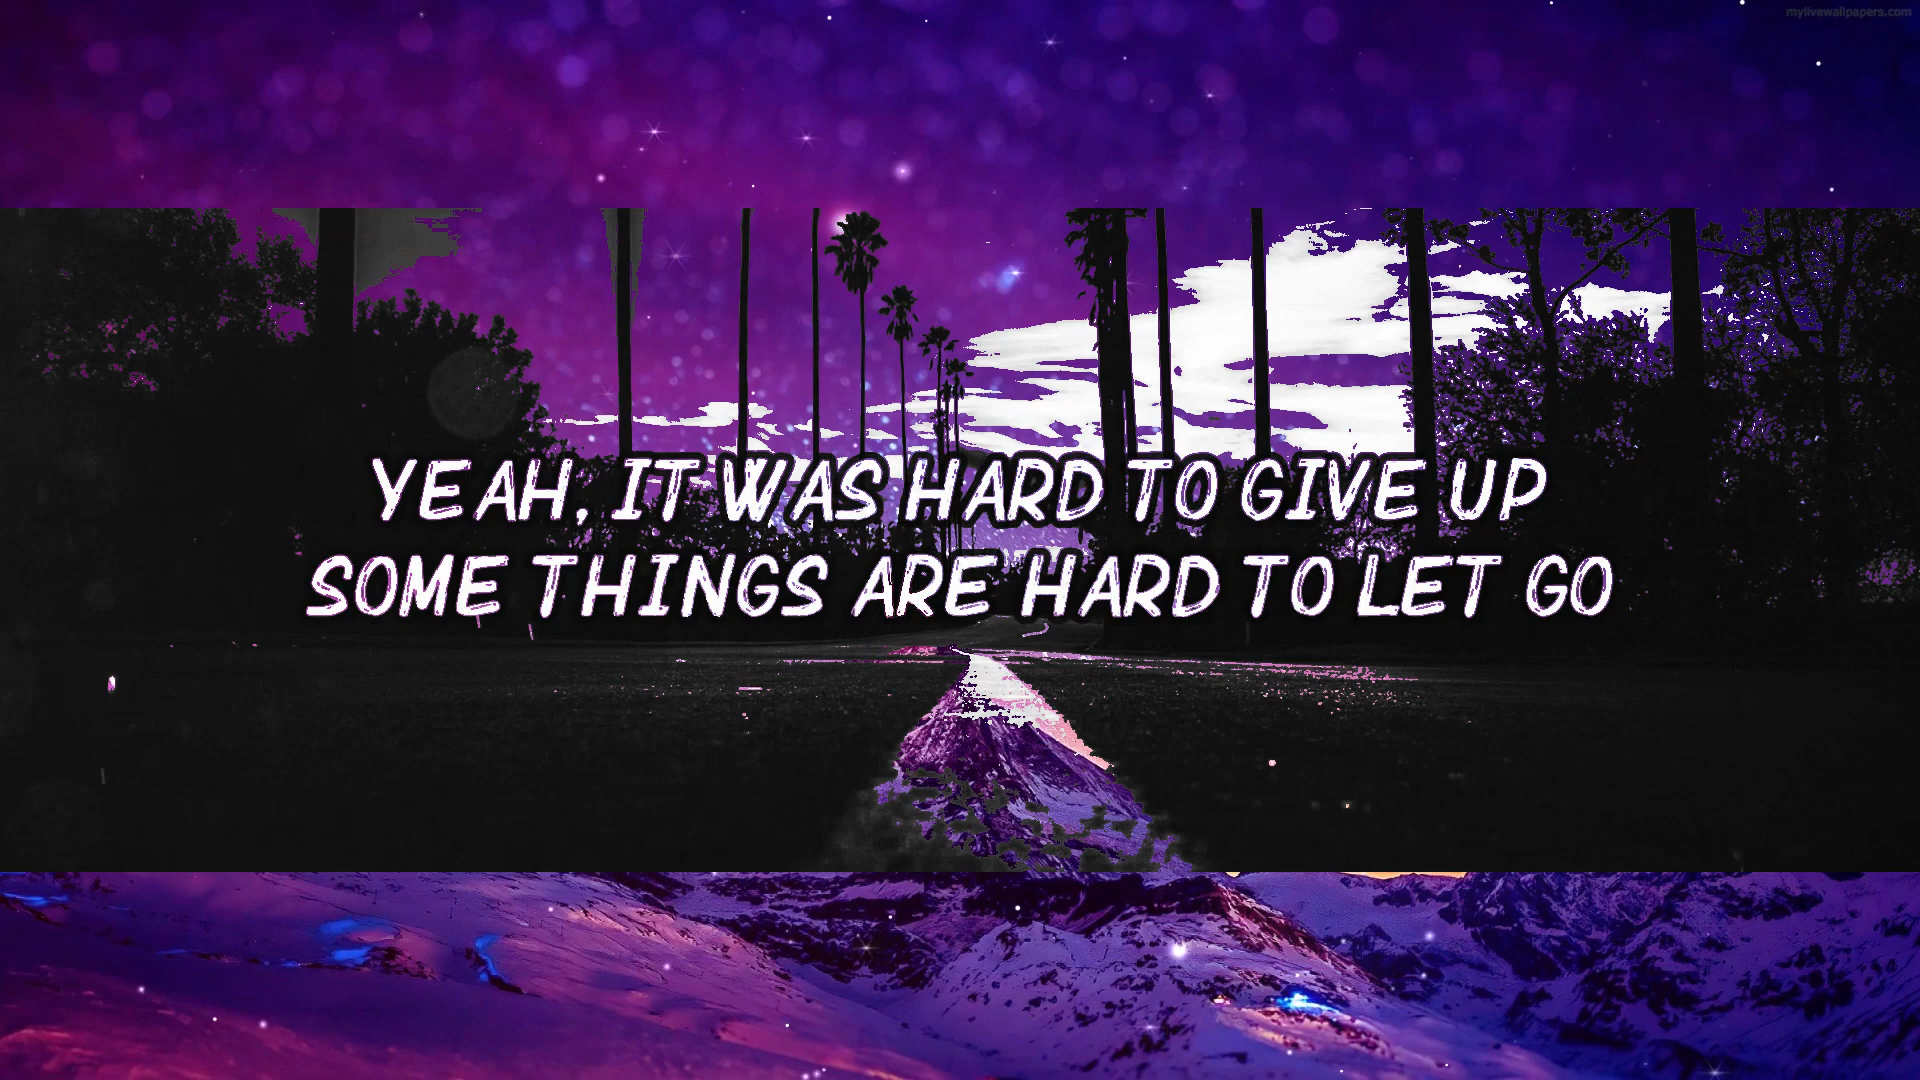 mylivewallpapers.com
YEAH, IT WAS HARD TO GIVE UP
SOME THINGS ARE HARD TO LET GO